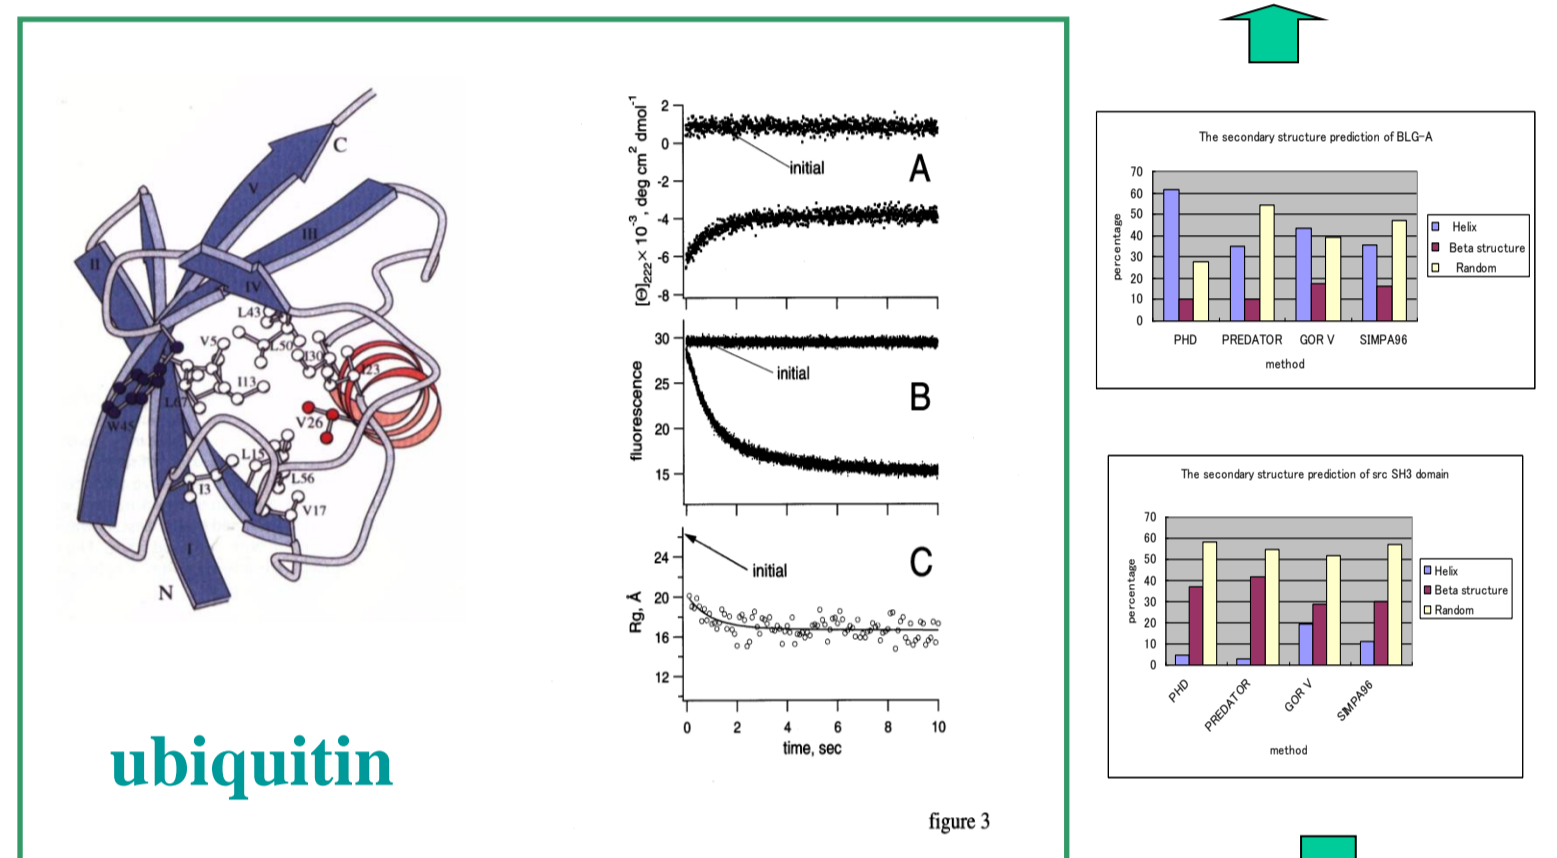 C
V
III
II
IV
L43
V5
L50
I30
I23
I13
L67
W45
V26
L15
L56
I3
V17
I
N
ubiquitin
[Θ]222 × 10⁻³, deg cm² dmol⁻¹
2
0
-2
-4
-6
-8
initial
A
fluorescence
30
25
20
15
initial
B
Rg, Å
24
20
16
12
initial
C
0 2 4 6 8 10
time, sec
figure 3
The secondary structure prediction of BLG-A
percentage
70
60
50
40
30
20
10
0
PHD PREDATOR GOR V SIMPA96
method
Helix
Beta structure
Random
The secondary structure prediction of src SH3 domain
percentage
70
60
50
40
30
20
10
0
PHD PREDATOR GOR V SIMPA96
method
Helix
Beta structure
Random